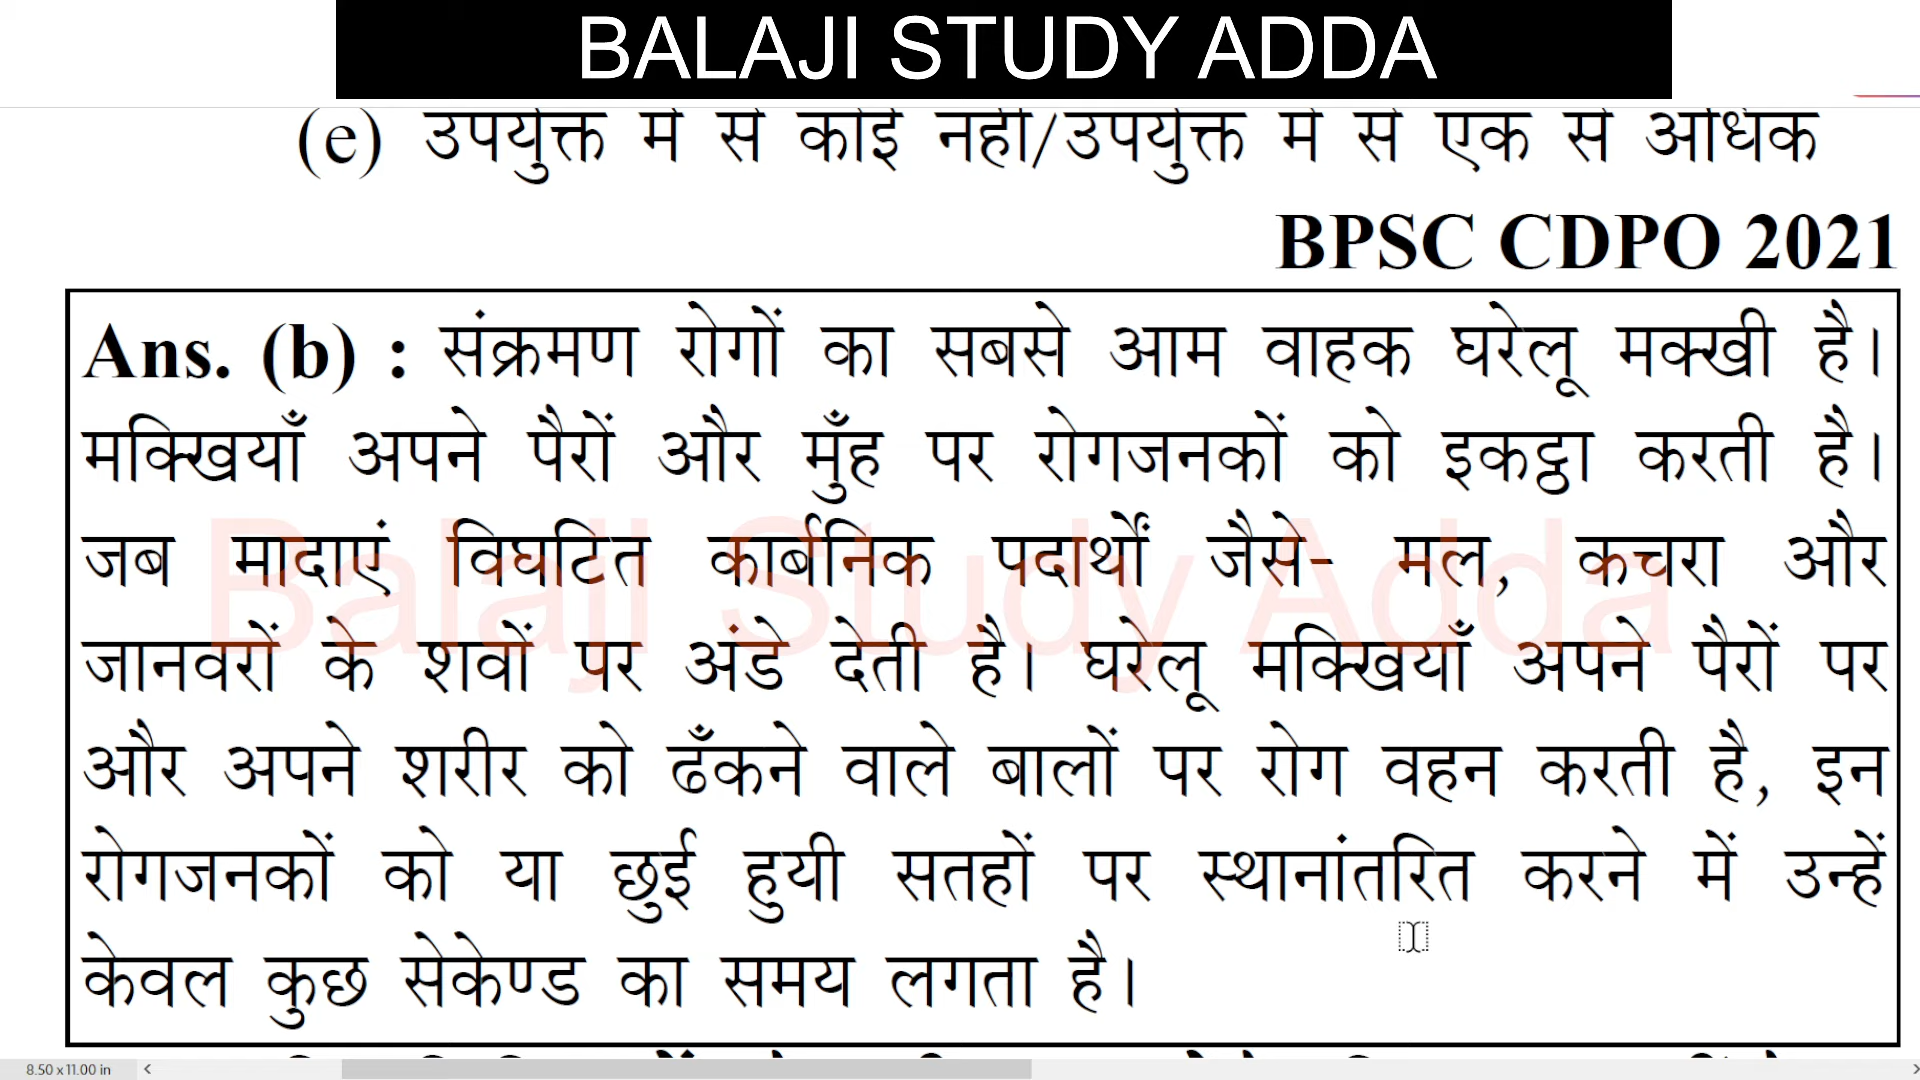 BALAJI STUDY ADDA
(e) उपर्युक्त में से कोई नहीं/उपर्युक्त में से एक से अधिक
BPSC CDPO 2021
Ans. (b) : संक्रमण रोगों का सबसे आम वाहक घरेलू मक्खी है।
मक्खियाँ अपने पैरों और मुँह पर रोगजनकों को इकट्ठा करती है।
जब मादाएं विघटित कार्बनिक पदार्थों जैसे- मल, कचरा और
जानवरों के शवों पर अंडे देती है। घरेलू मक्खियाँ अपने पैरों पर
और अपने शरीर को ढँकने वाले बालों पर रोग वहन करती है, इन
रोगजनकों को या छुई हुयी सतहों पर स्थानांतरित करने में उन्हें
केवल कुछ सेकेण्ड का समय लगता है।
Balaji Study Adda
8.50 x 11.00 in